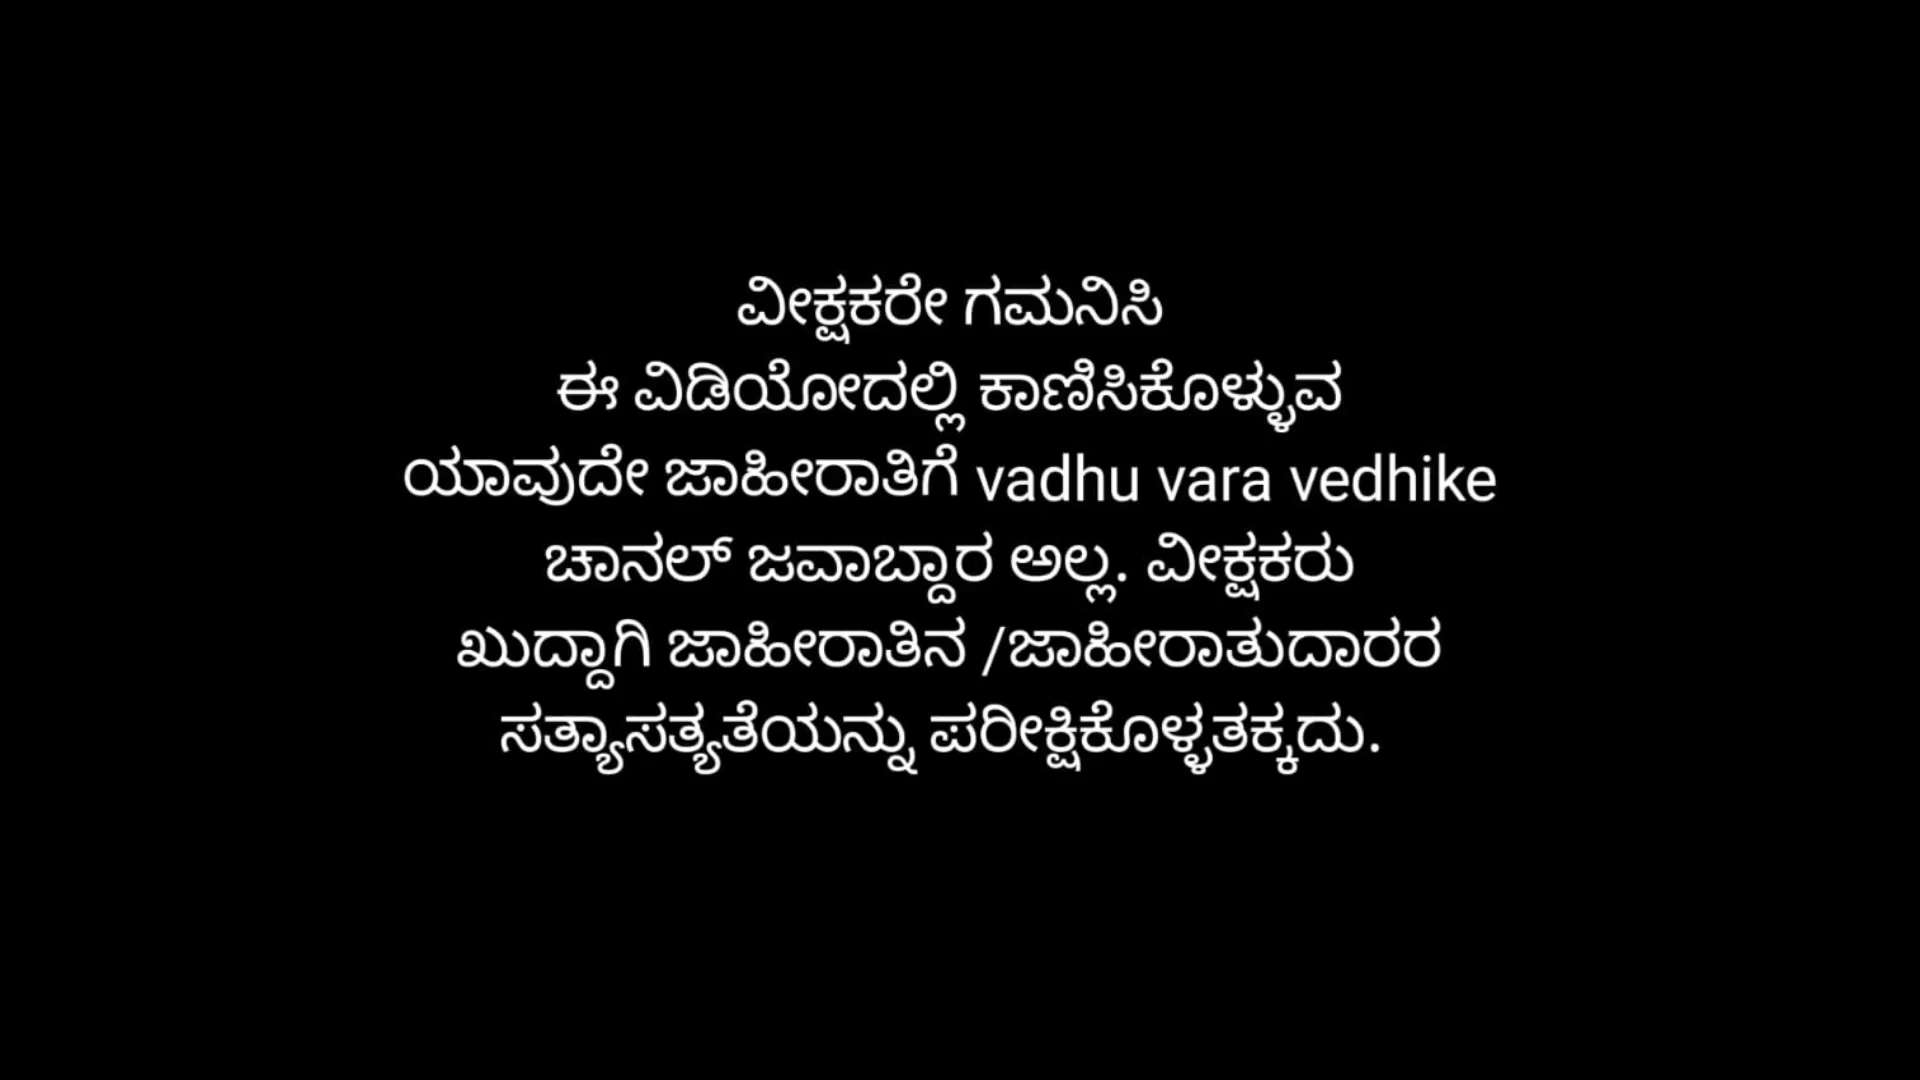 ವೀಕ್ಷಕರೇ ಗಮನಿಸಿ
ಈ ವಿಡಿಯೋದಲ್ಲಿ ಕಾಣಿಸಿಕೊಳ್ಳುವ
ಯಾವುದೇ ಜಾಹೀರಾತಿಗೆ vadhu vara vedhike
ಚಾನಲ್ ಜವಾಬ್ದಾರ ಅಲ್ಲ. ವೀಕ್ಷಕರು
ಖುದ್ದಾಗಿ ಜಾಹೀರಾತಿನ /ಜಾಹೀರಾತುದಾರರ
ಸತ್ಯಾಸತ್ಯತೆಯನ್ನು ಪರೀಕ್ಷಿಕೊಳ್ಳತಕ್ಕದು.